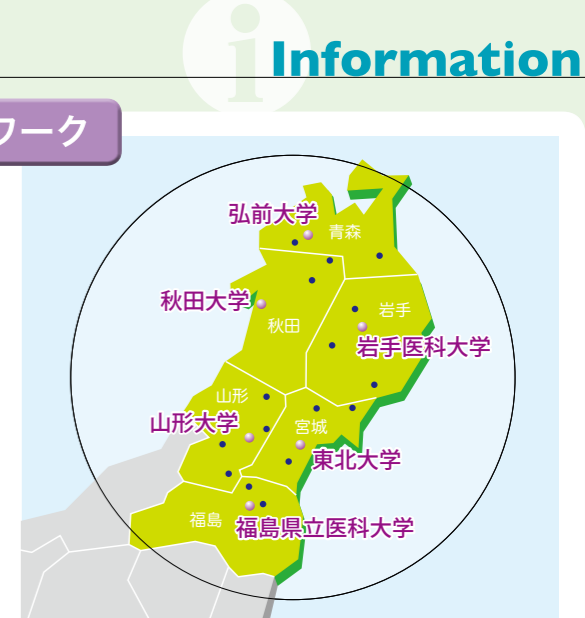 Information
ワーク
弘前大学
青森
秋田大学
岩手
秋田
岩手医科大学
山形
山形大学
宮城
東北大学
福島
福島県立医科大学